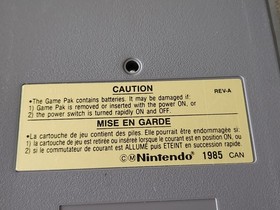 CAUTION
•The Game Pak contains batteries. It may be damaged if:
1) Game Pak is removed or inserted with the power ON, or
2) the power switch is turned rapidly ON and OFF.
REV-A
MISE EN GARDE
•La cartouche de jeu contient des piles. Elle pourrait être endommagée si:
1) la cartouche est retirée ou insérée lorsque le courant est en position ON, ou
2) si le commutateur de courant est ALLUMÉ puis ÉTEINT en succession rapide.
©M Nintendo 1985 CAN